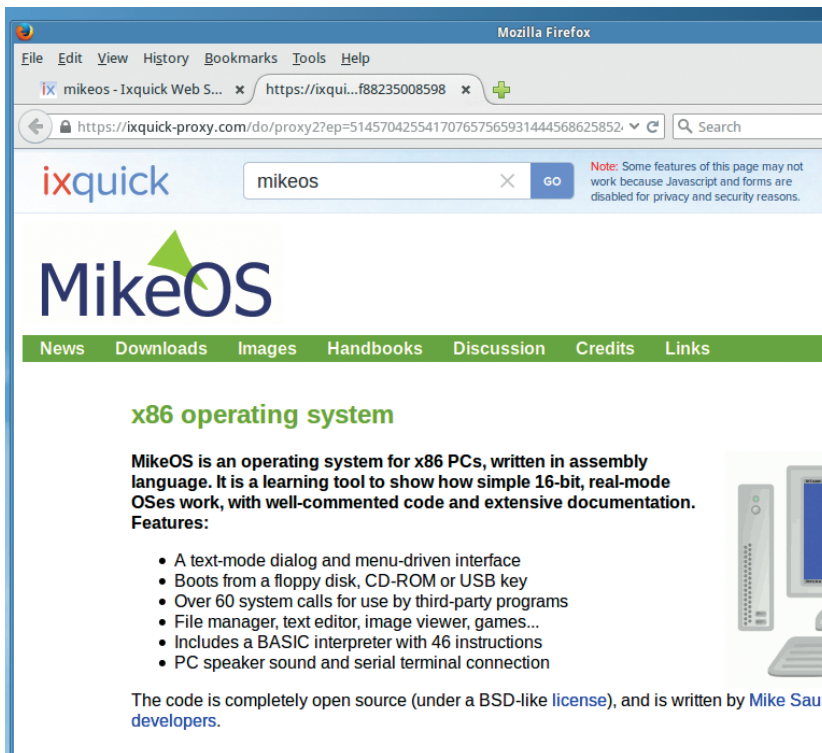 Mozilla Firefox
File Edit View History Bookmarks Tools Help
mikeos - Ixquick Web S... https://ixqui...f88235008598
https://ixquick-proxy.com/do/proxy2?ep=
Search
ixquick
mikeos
GO
Note: Some features of this page may not
work because Javascript and forms are
disabled for privacy and security reasons.
MikeOS
News Downloads Images Handbooks Discussion Credits Links
x86 operating system
MikeOS is an operating system for x86 PCs, written in assembly
language. It is a learning tool to show how simple 16-bit, real-mode
OSes work, with well-commented code and extensive documentation.
Features:
• A text-mode dialog and menu-driven interface
• Boots from a floppy disk, CD-ROM or USB key
• Over 60 system calls for use by third-party programs
• File manager, text editor, image viewer, games...
• Includes a BASIC interpreter with 46 instructions
• PC speaker sound and serial terminal connection
The code is completely open source (under a BSD-like license), and is written by Mike Sau
developers.